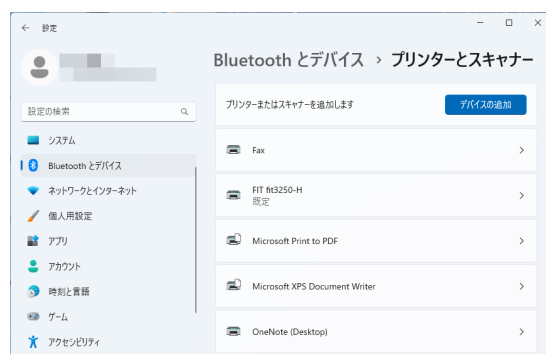 設定
Bluetooth とデバイス › プリンターとスキャナー
設定の検索
システム
Bluetooth とデバイス
ネットワークとインターネット
個人用設定
アプリ
アカウント
時刻と言語
ゲーム
アクセシビリティ
プリンターまたはスキャナーを追加します
デバイスの追加
Fax
FIT fit3250-H
既定
Microsoft Print to PDF
Microsoft XPS Document Writer
OneNote (Desktop)